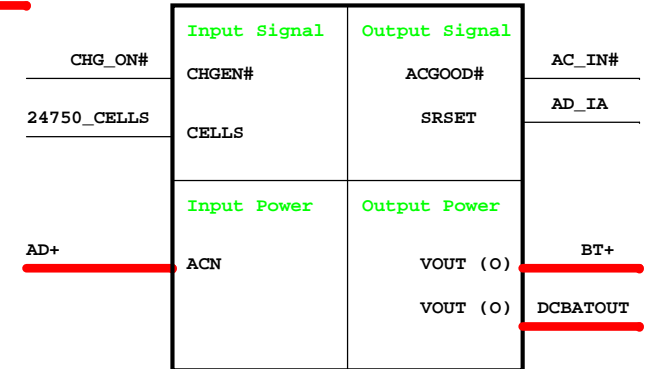 Input Signal Output Signal
CHG_ON# CHGEN# ACGOOD# AC_IN#
24750_CELLS CELLS SRSET AD_IA
Input Power Output Power
AD+ ACN VOUT (O) BT+
VOUT (O) DCBATOUT